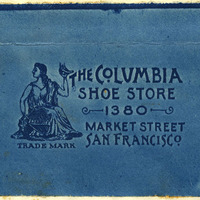 THE COLUMBIA
SHOE STORE
1380
MARKET STREET
SAN FRANCISCO
TRADE MARK